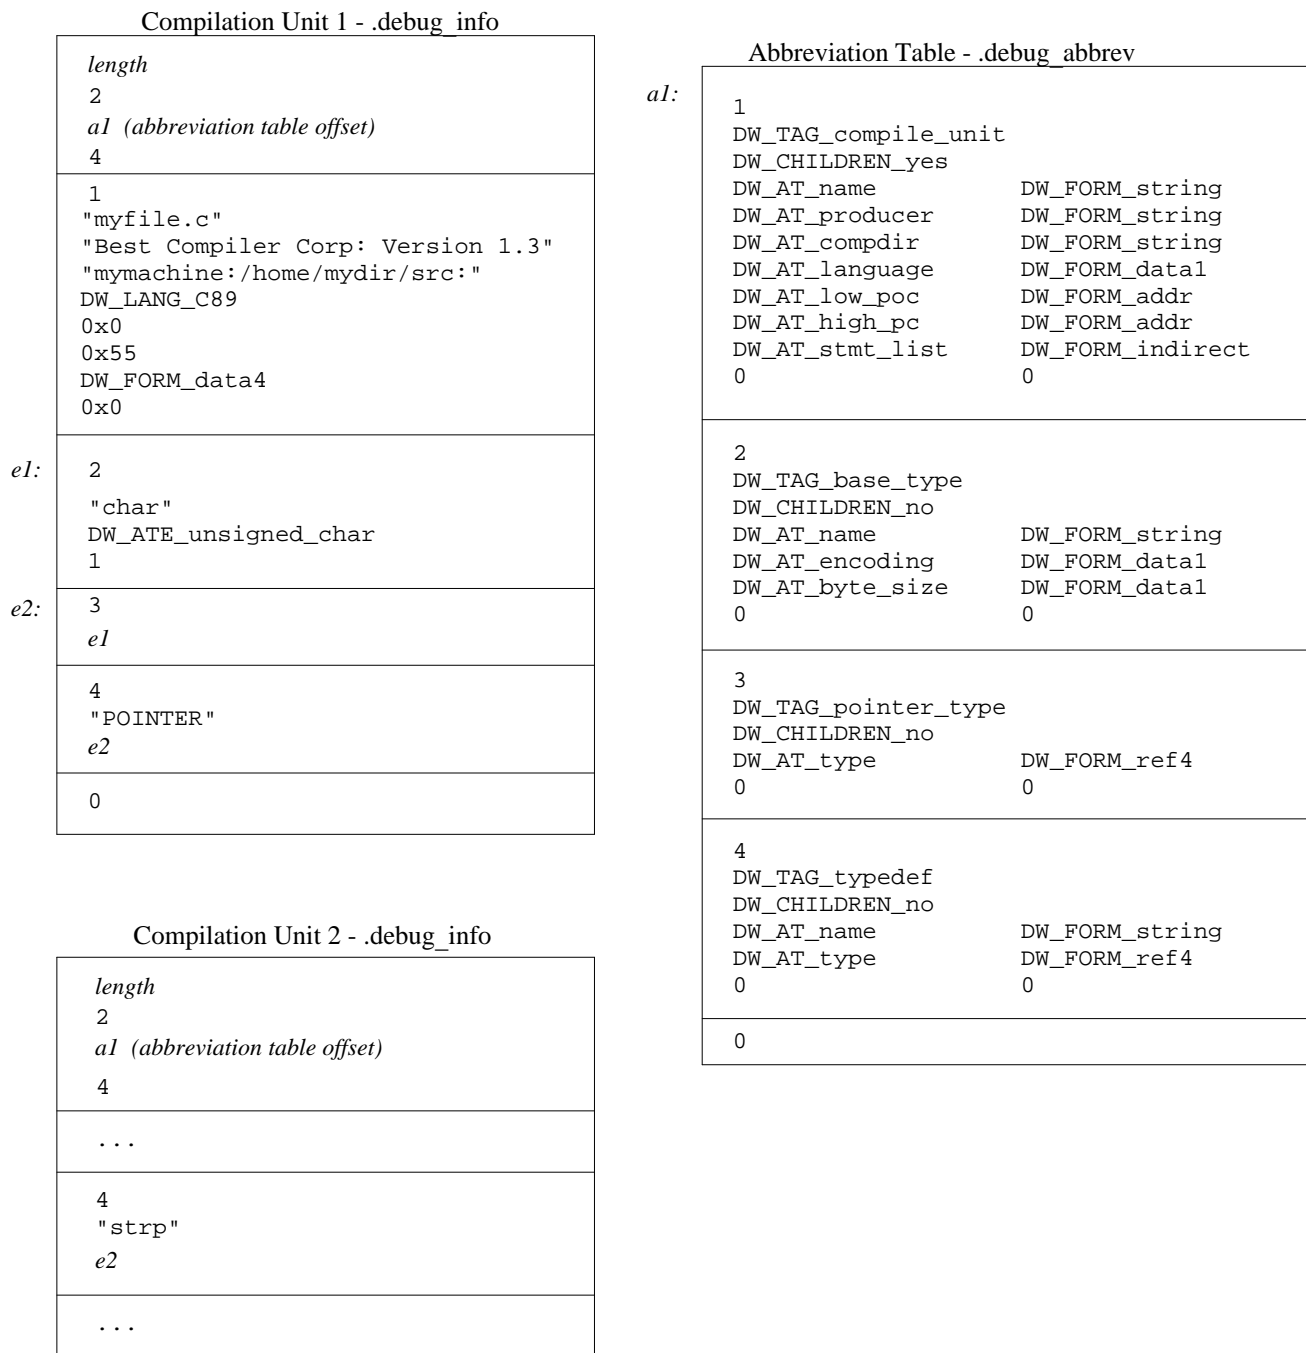 Compilation Unit 1 - .debug_info
length
2
a1 (abbreviation table offset)
4
1
"myfile.c"
"Best Compiler Corp: Version 1.3"
"mymachine:/home/mydir/src:"
DW_LANG_C89
0x0
0x55
DW_FORM_data4
0x0
e1: 2
"char"
DW_ATE_unsigned_char
1
e2: 3
e1
4
"POINTER"
e2
0
Compilation Unit 2 - .debug_info
length
2
a1 (abbreviation table offset)
4
...
4
"strp"
e2
...
Abbreviation Table - .debug_abbrev
a1: 1
DW_TAG_compile_unit
DW_CHILDREN_yes
DW_AT_name DW_FORM_string
DW_AT_producer DW_FORM_string
DW_AT_compdir DW_FORM_string
DW_AT_language DW_FORM_data1
DW_AT_low_poc DW_FORM_addr
DW_AT_high_pc DW_FORM_addr
DW_AT_stmt_list DW_FORM_indirect
0 0
2
DW_TAG_base_type
DW_CHILDREN_no
DW_AT_name DW_FORM_string
DW_AT_encoding DW_FORM_data1
DW_AT_byte_size DW_FORM_data1
0 0
3
DW_TAG_pointer_type
DW_CHILDREN_no
DW_AT_type DW_FORM_ref4
0 0
4
DW_TAG_typedef
DW_CHILDREN_no
DW_AT_name DW_FORM_string
DW_AT_type DW_FORM_ref4
0 0
0